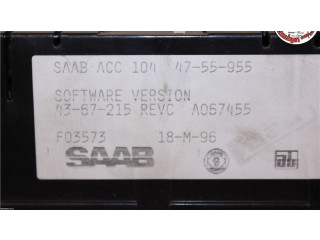 SAAB ACC 104 47-55-955
SOFTWARE VERSION
43-67-215 REVC A067455
F03573 18-M-96
SAAB